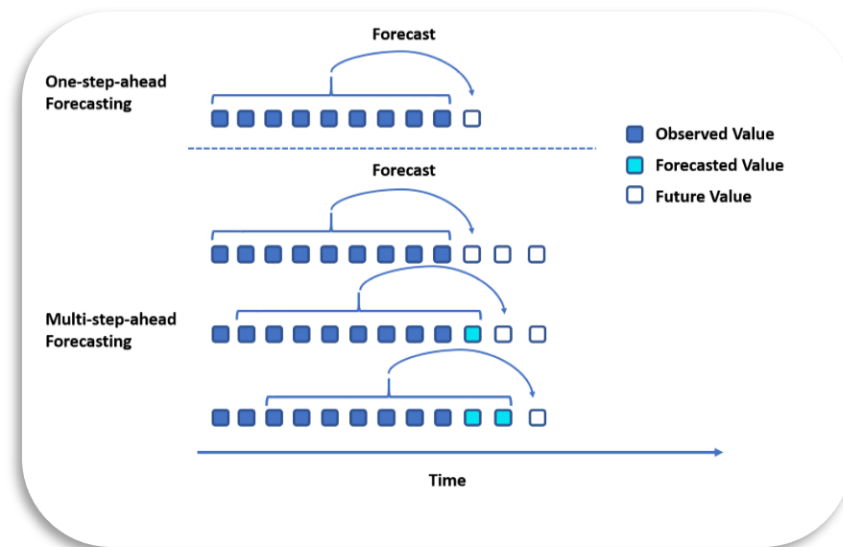 Forecast
One-step-ahead
Forecasting
Observed Value
Forecasted Value
Forecast
Future Value
Multi-step-ahead
Forecasting
Time